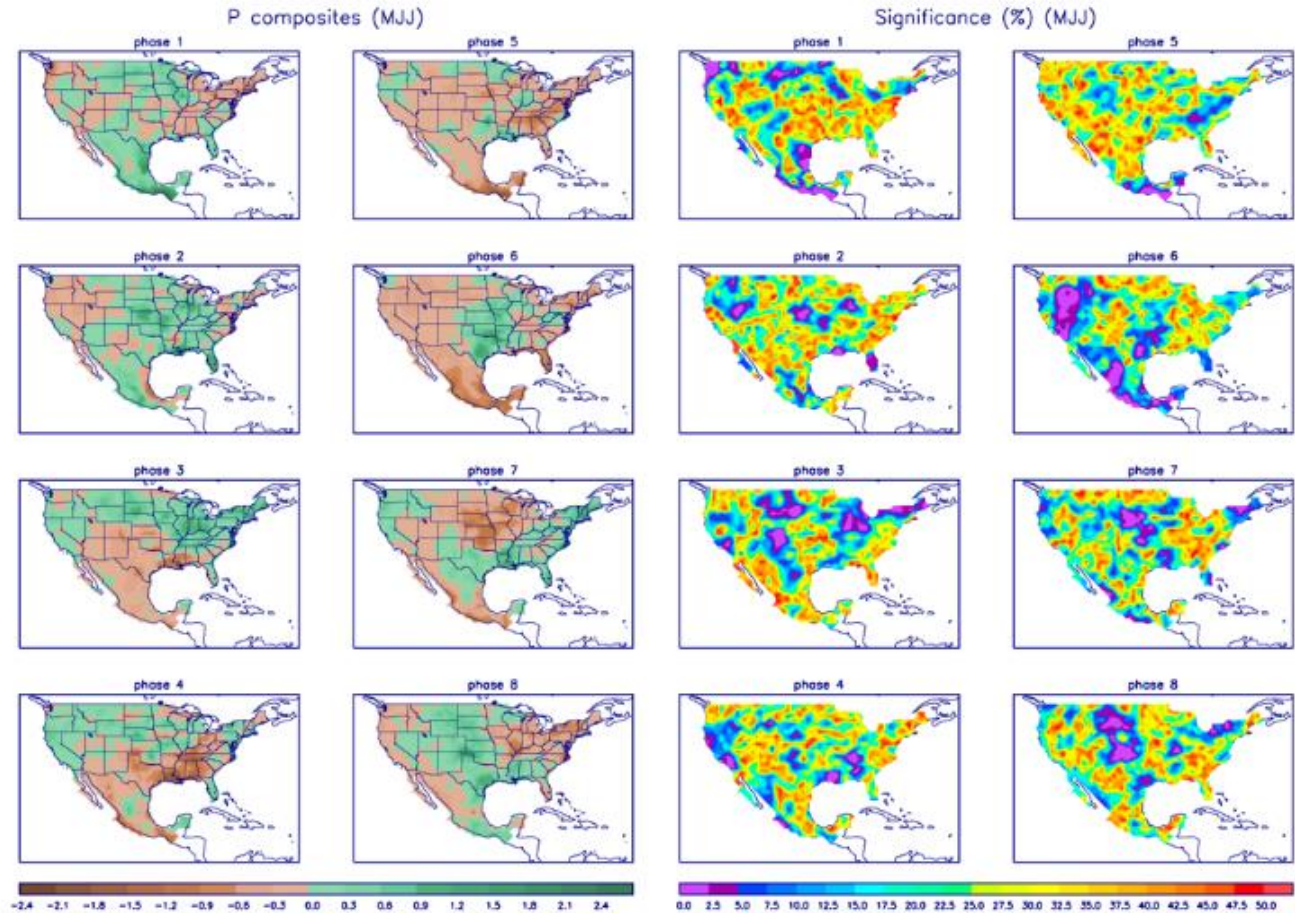 P composites (MJJ)
Significance (%) (MJJ)
phase 1
phase 5
phase 1
phase 5
phase 2
phase 6
phase 2
phase 6
phase 3
phase 7
phase 3
phase 7
phase 4
phase 8
phase 4
phase 8
-2.4 -2.1 -1.8 -1.5 -1.2 -0.9 -0.6 -0.3 0.0 0.3 0.6 0.9 1.2 1.5 1.8 2.1 2.4
0.0 2.5 5.0 7.5 10.0 12.5 15.0 17.5 20.0 22.5 25.0 27.5 30.0 32.5 35.0 37.5 40.0 42.5 45.0 47.5 50.0